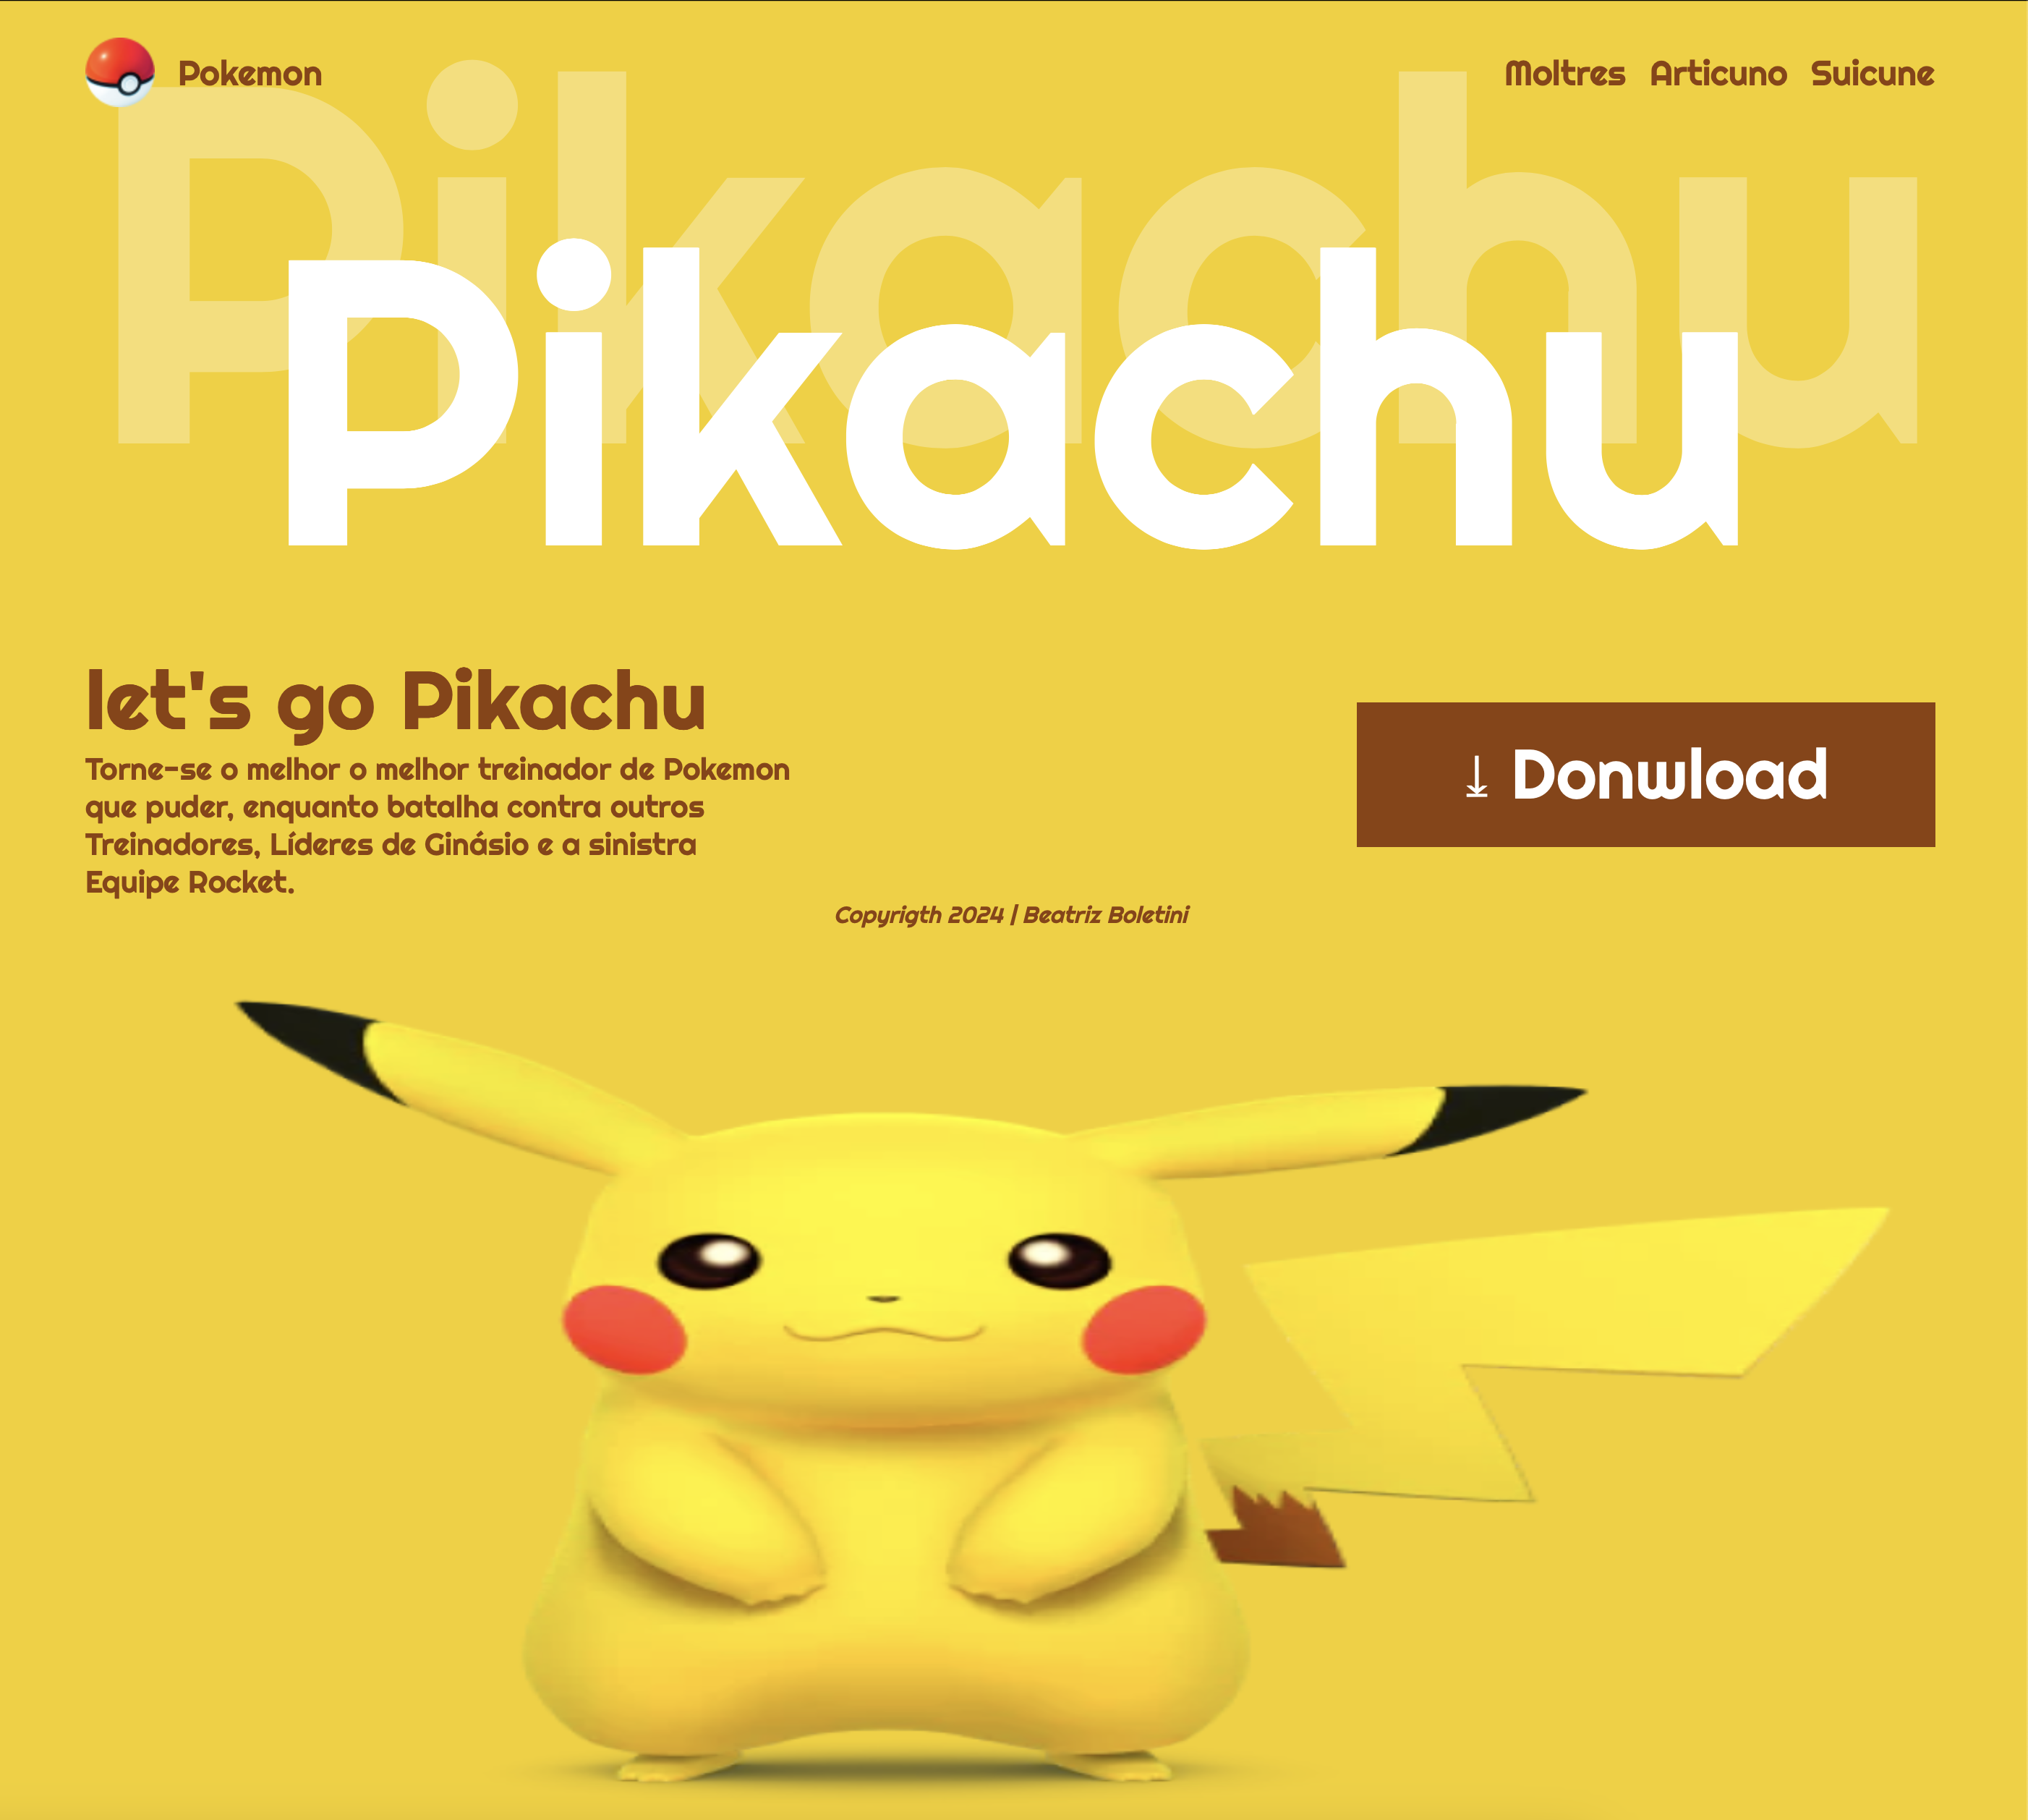 Pokemon
Moltres Articuno Suicune
Pikachu
Pikachu
let's go Pikachu
Torne-se o melhor o melhor treinador de Pokemon
que puder, enquanto batalha contra outros
Treinadores, Líderes de Ginásio e a sinistra
Equipe Rocket.
↓ Donwload
Copyrigth 2024 | Beatriz Boletini